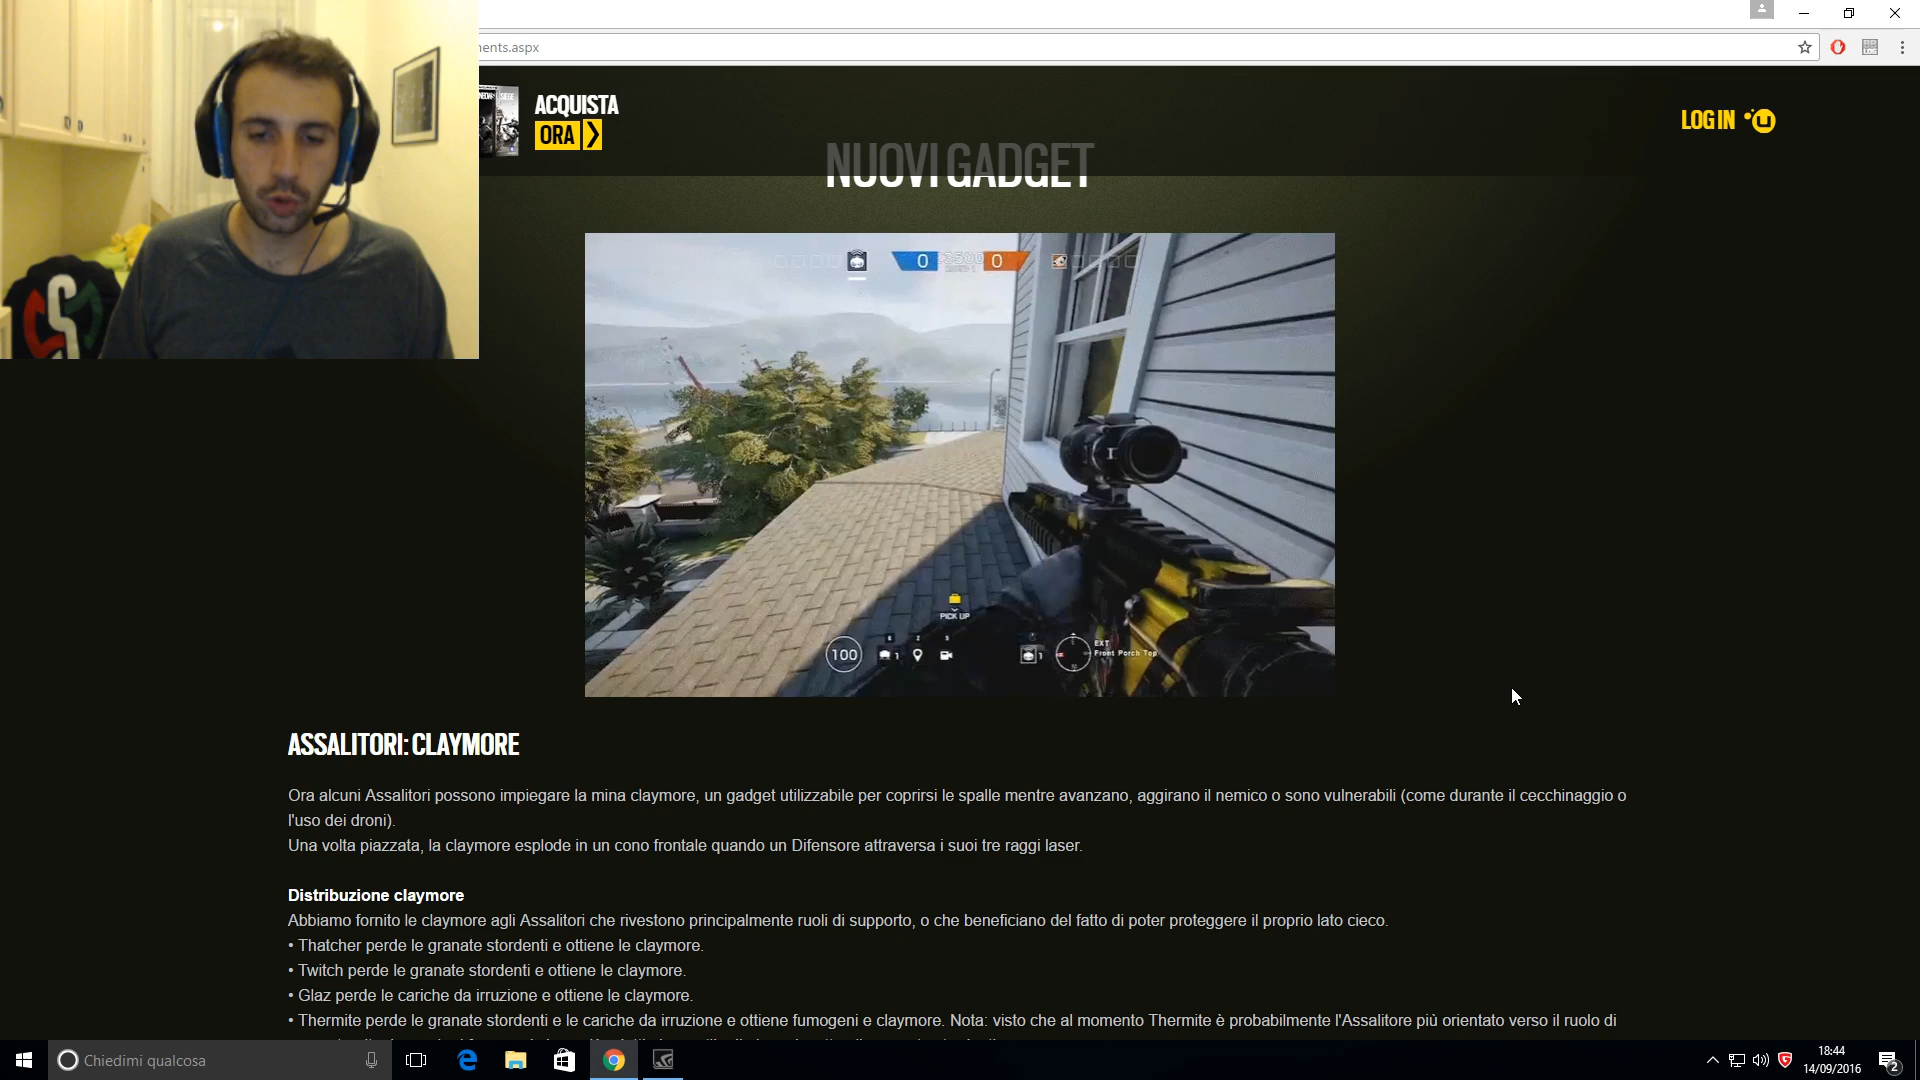 ents.aspx
ACQUISTA
ORA
LOG IN
NUOVI GADGET
0 0
PICK UP
100
1
1
EXT
Front Porch Top
ASSALITORI: CLAYMORE
Ora alcuni Assalitori possono impiegare la mina claymore, un gadget utilizzabile per coprirsi le spalle mentre avanzano, aggirano il nemico o sono vulnerabili (come durante il cecchinaggio o
l'uso dei droni).
Una volta piazzata, la claymore esplode in un cono frontale quando un Difensore attraversa i suoi tre raggi laser.
Distribuzione claymore
Abbiamo fornito le claymore agli Assalitori che rivestono principalmente ruoli di supporto, o che beneficiano del fatto di poter proteggere il proprio lato cieco.
• Thatcher perde le granate stordenti e ottiene le claymore.
• Twitch perde le granate stordenti e ottiene le claymore.
• Glaz perde le cariche da irruzione e ottiene le claymore.
• Thermite perde le granate stordenti e le cariche da irruzione e ottiene fumogeni e claymore. Nota: visto che al momento Thermite è probabilmente l'Assalitore più orientato verso il ruolo di
Chiedimi qualcosa
18:44
14/09/2016
2